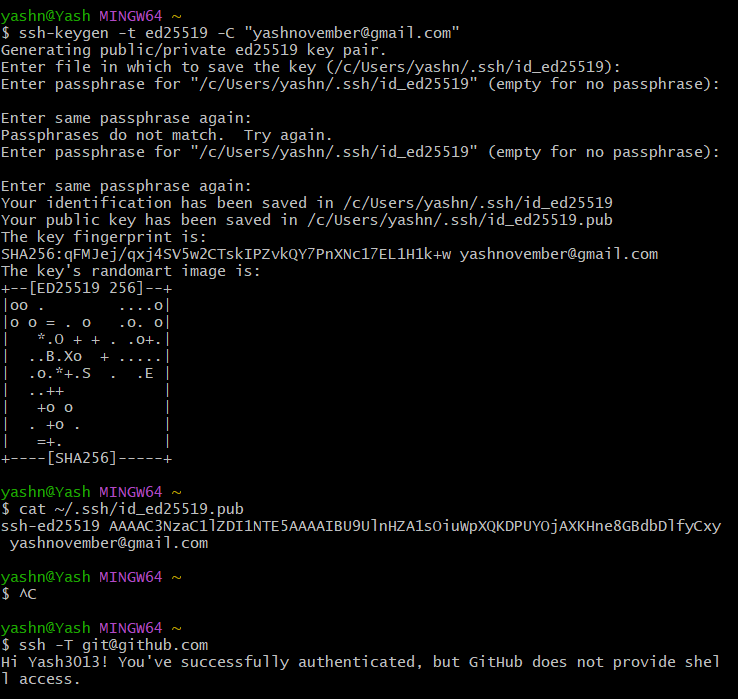 yashn@Yash MINGW64 ~
$ ssh-keygen -t ed25519 -C "yashnovember@gmail.com"
Generating public/private ed25519 key pair.
Enter file in which to save the key (/c/Users/yashn/.ssh/id_ed25519):
Enter passphrase for "/c/Users/yashn/.ssh/id_ed25519" (empty for no passphrase):

Enter same passphrase again:
Passphrases do not match.  Try again.
Enter passphrase for "/c/Users/yashn/.ssh/id_ed25519" (empty for no passphrase):

Enter same passphrase again:
Your identification has been saved in /c/Users/yashn/.ssh/id_ed25519
Your public key has been saved in /c/Users/yashn/.ssh/id_ed25519.pub
The key fingerprint is:
SHA256:qFMJej/qxj4SV5w2CTskIPZvkQY7PnXNc17EL1H1k+w yashnovember@gmail.com
The key's randomart image is:
+--[ED25519 256]--+
|oo .        ....o|
|o o = . o   .o. o|
|   *.O + + . .o+.|
|  ..B.Xo  + .....|
|  .o.*+.S  .  .E |
|  ..++           |
|   +o o          |
|  . +o .         |
|   =+.           |
+----[SHA256]-----+

yashn@Yash MINGW64 ~
$ cat ~/.ssh/id_ed25519.pub
ssh-ed25519 AAAAC3NzaC1lZDI1NTE5AAAAIBU9UlnHZA1sOiuWpXQKDPUYOjAXKHne8GBdbDlfyCxy
 yashnovember@gmail.com

yashn@Yash MINGW64 ~
$ ^C

yashn@Yash MINGW64 ~
$ ssh -T git@github.com
Hi Yash3013! You've successfully authenticated, but GitHub does not provide shel
l access.